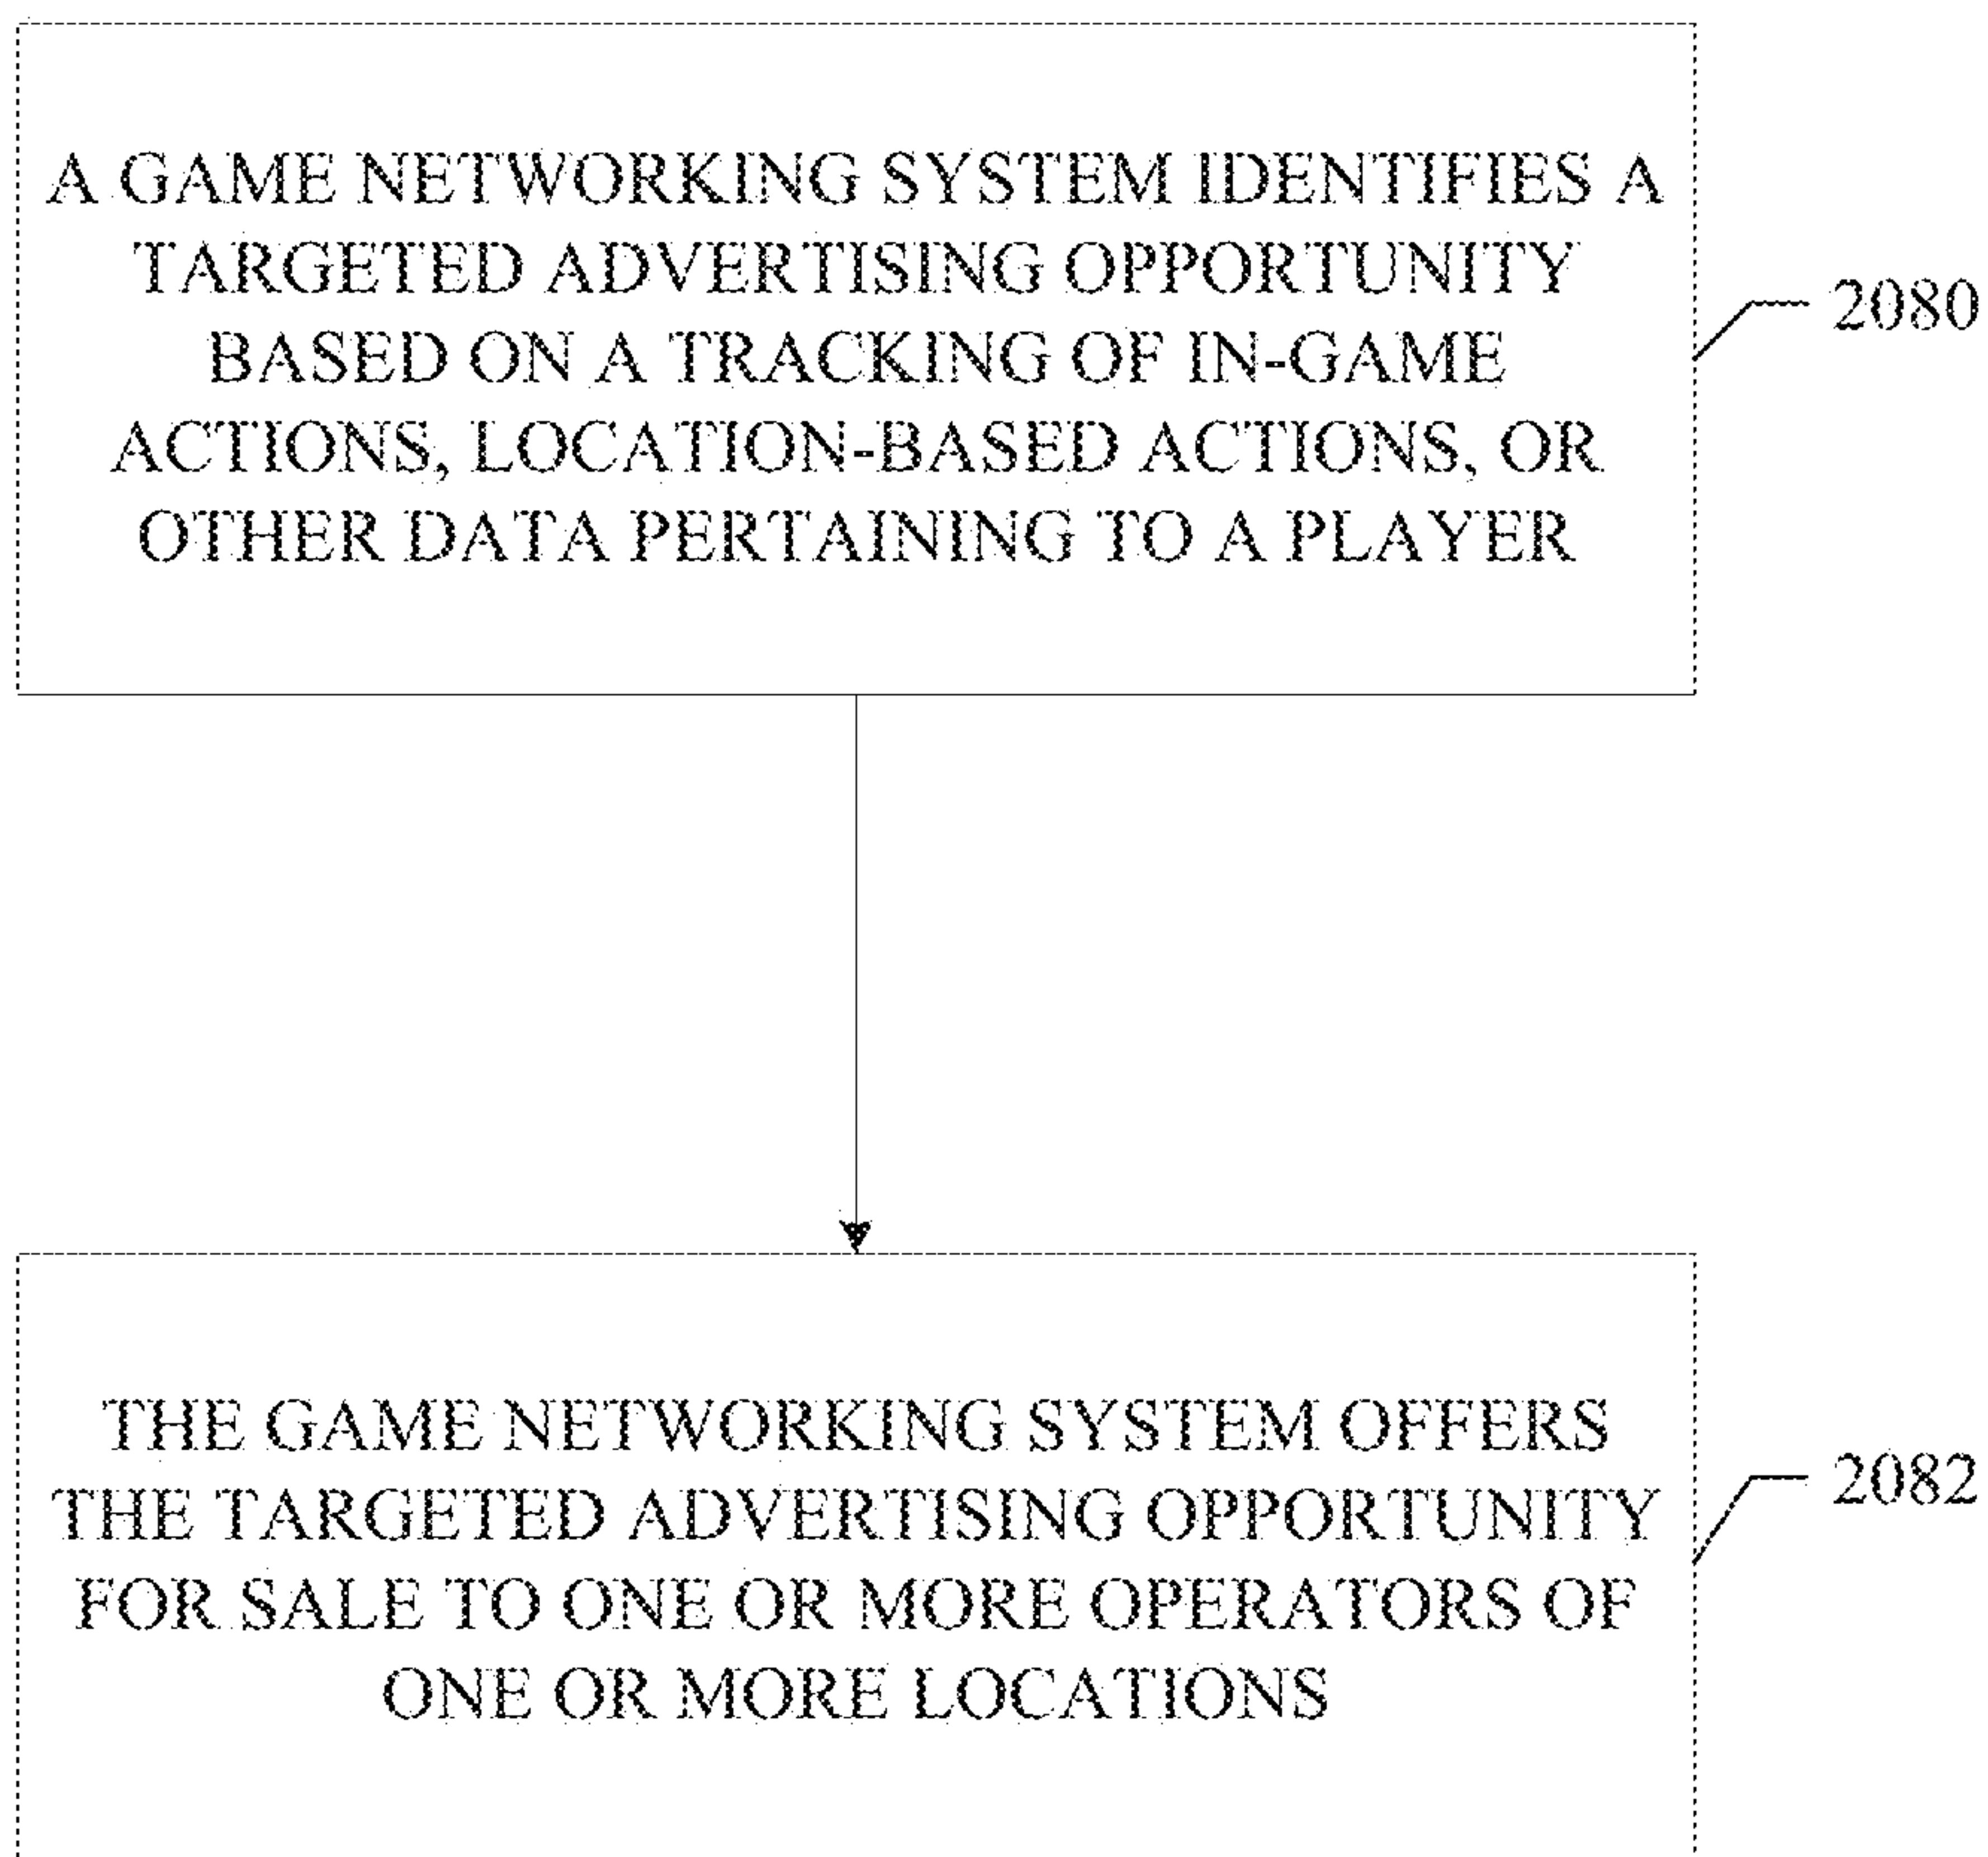 A GAME NETWORKING SYSTEM IDENTIFIES A
TARGETED ADVERTISING OPPORTUNITY
BASED ON A TRACKING OF IN-GAME
ACTIONS, LOCATION-BASED ACTIONS, OR
OTHER DATA PERTAINING TO A PLAYER
2080
THE GAME NETWORKING SYSTEM OFFERS
THE TARGETED ADVERTISING OPPORTUNITY
FOR SALE TO ONE OR MORE OPERATORS OF
ONE OR MORE LOCATIONS
2082